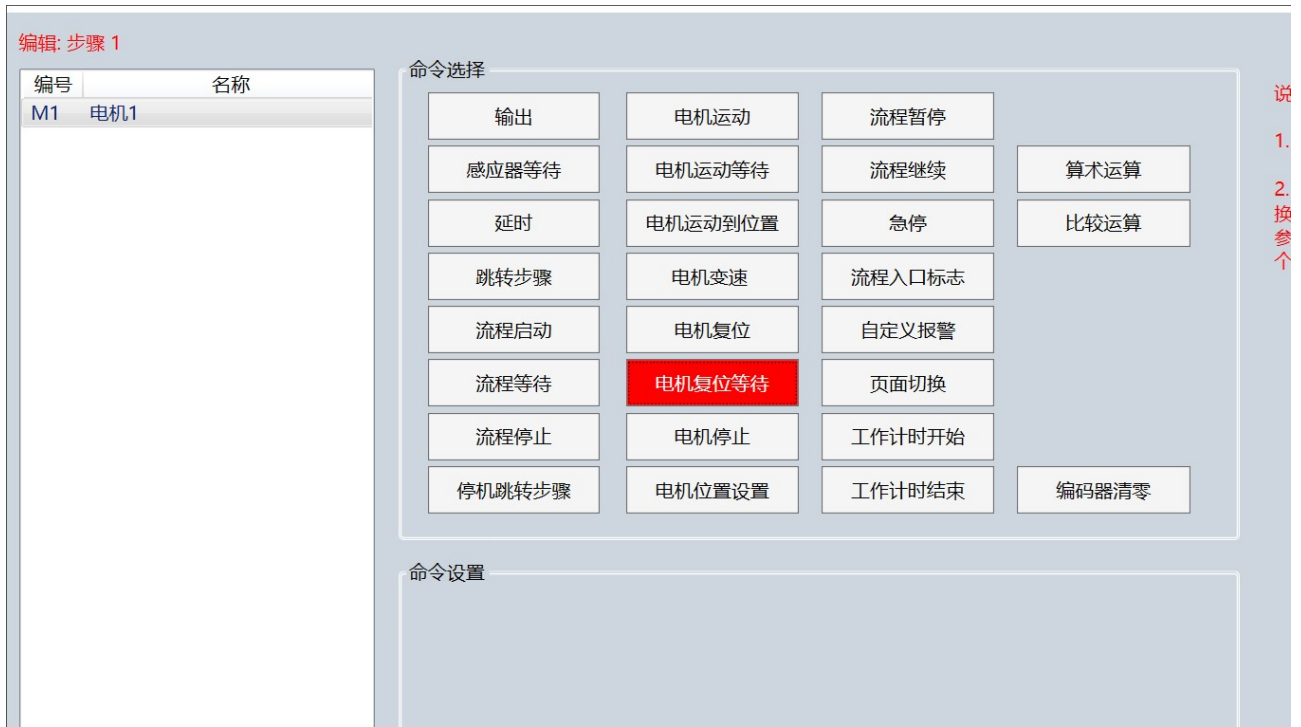 编辑: 步骤 1
编号 名称
M1 电机1
命令选择
输出 电机运动 流程暂停
感应器等待 电机运动等待 流程继续 算术运算
延时 电机运动到位置 急停 比较运算
跳转步骤 电机变速 流程入口标志
流程启动 电机复位 自定义报警
流程等待 电机复位等待 页面切换
流程停止 电机停止 工作计时开始
停机跳转步骤 电机位置设置 工作计时结束 编码器清零
命令设置
说
1.
2.
换
参
个